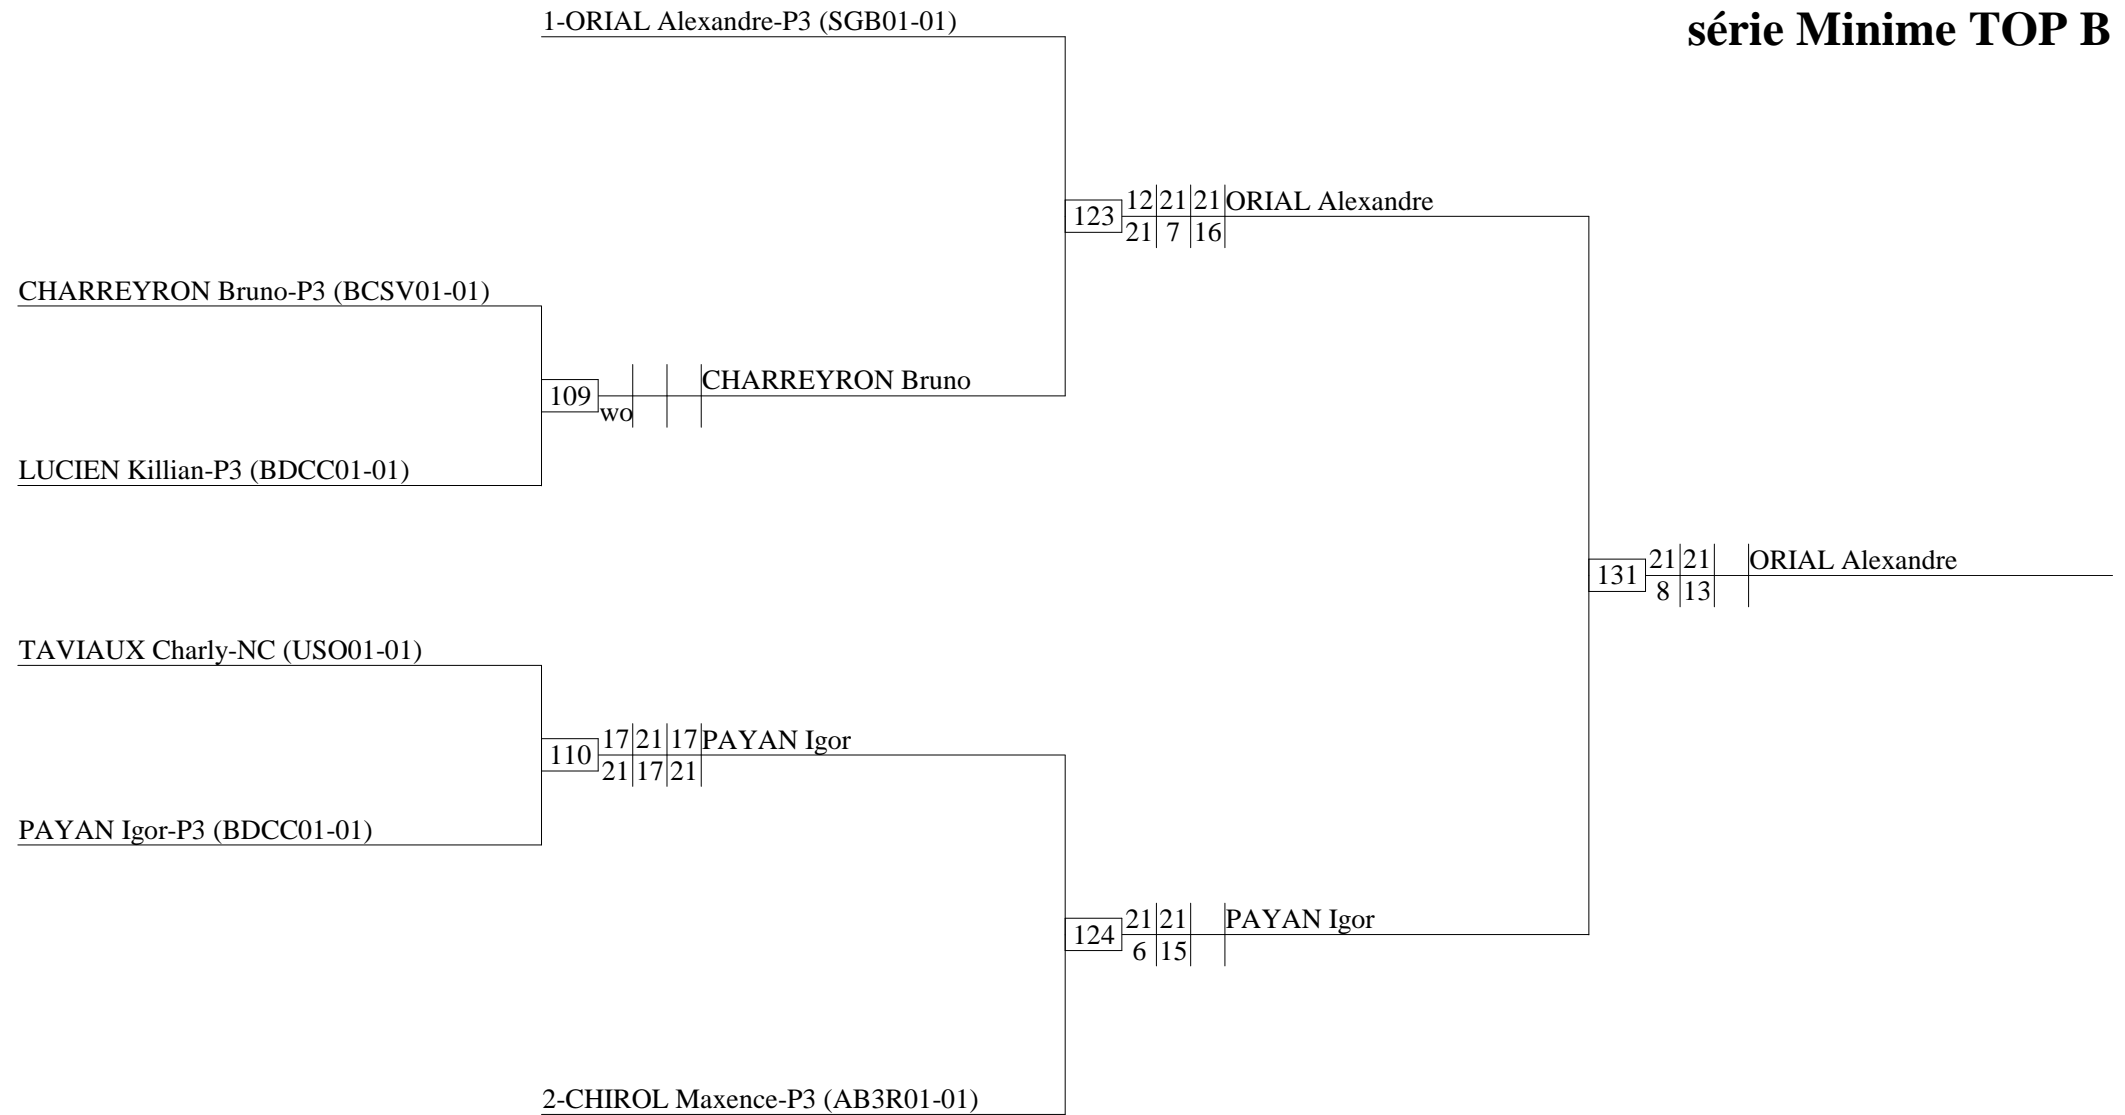 série Minime TOP B
1-ORIAL Alexandre-P3 (SGB01-01)
123 12 21 21 ORIAL Alexandre
21 7 16
CHARREYRON Bruno-P3 (BCSV01-01)
109 CHARREYRON Bruno
wo
LUCIEN Killian-P3 (BDCC01-01)
131 21 21 ORIAL Alexandre
8 13
TAVIAUX Charly-NC (USO01-01)
110 17 21 17 PAYAN Igor
21 17 21
PAYAN Igor-P3 (BDCC01-01)
124 21 21 PAYAN Igor
6 15
2-CHIROL Maxence-P3 (AB3R01-01)